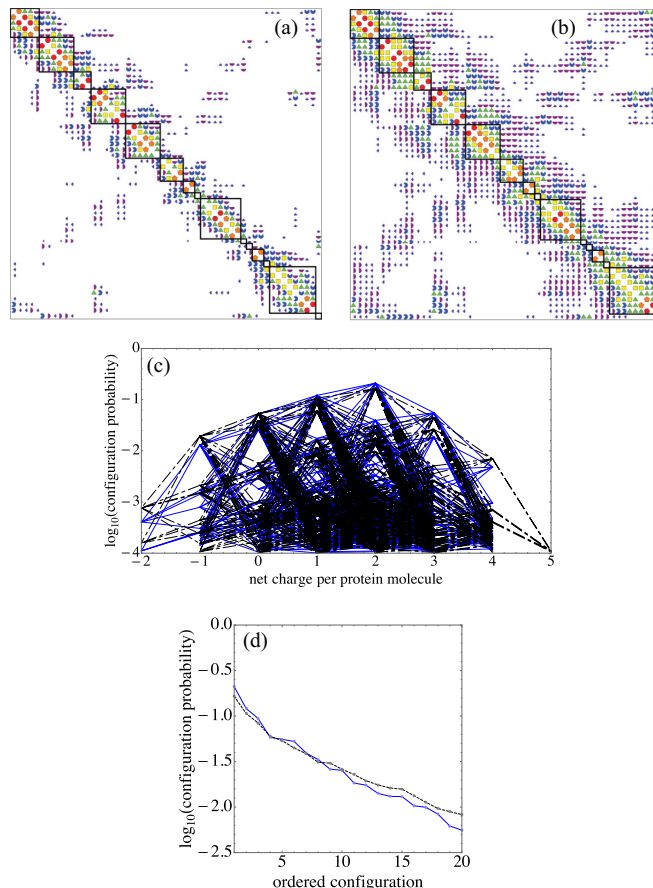 (a)
(b)
(c)
log10(configuration probability)
0
−1
−2
−3
−4
−2 −1 0 1 2 3 4 5
net charge per protein molecule
(d)
log10(configuration probability)
0.0
−0.5
−1.0
−1.5
−2.0
−2.5
5 10 15 20
ordered configuration